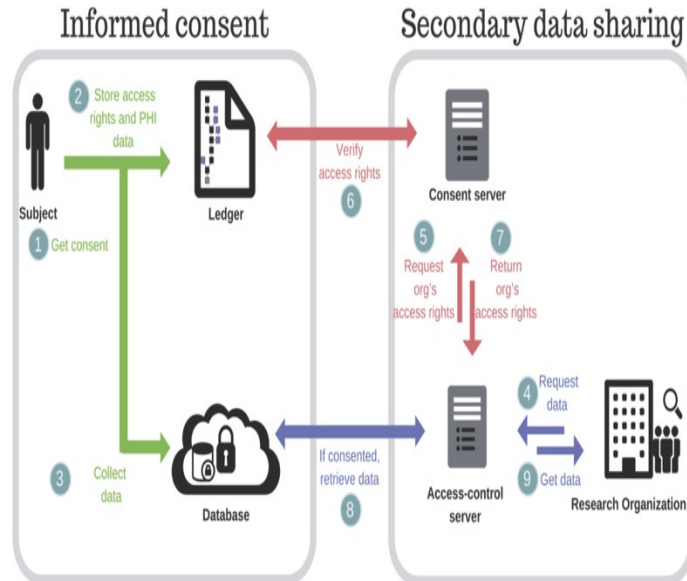 Informed consent
Secondary data sharing
2
Store access
rights and PHI
data
Subject
Ledger
1
Get consent
Verify
access rights
6
Consent server
5
Request
org's
access rights
7
Return
org's
access rights
3
Collect
data
Database
If consented,
retrieve data
8
Access-control
server
4
Request
data
9
Get data
Research Organization